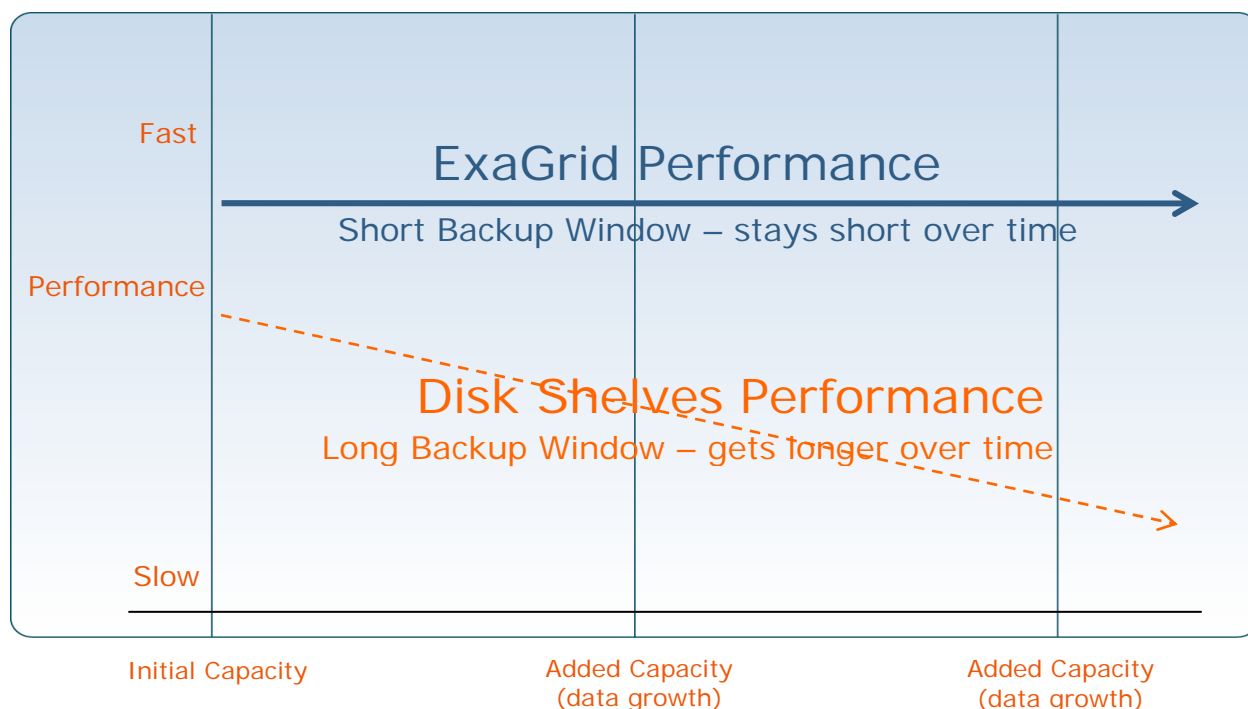 Fast
ExaGrid Performance
Short Backup Window – stays short over time
Performance
Disk Shelves Performance
Long Backup Window – gets longer over time
Slow
Initial Capacity
Added Capacity
(data growth)
Added Capacity
(data growth)